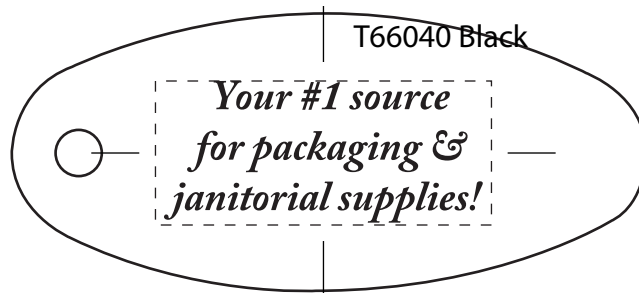 T66040 Black
Your #1 source
for packaging &
janitorial supplies!